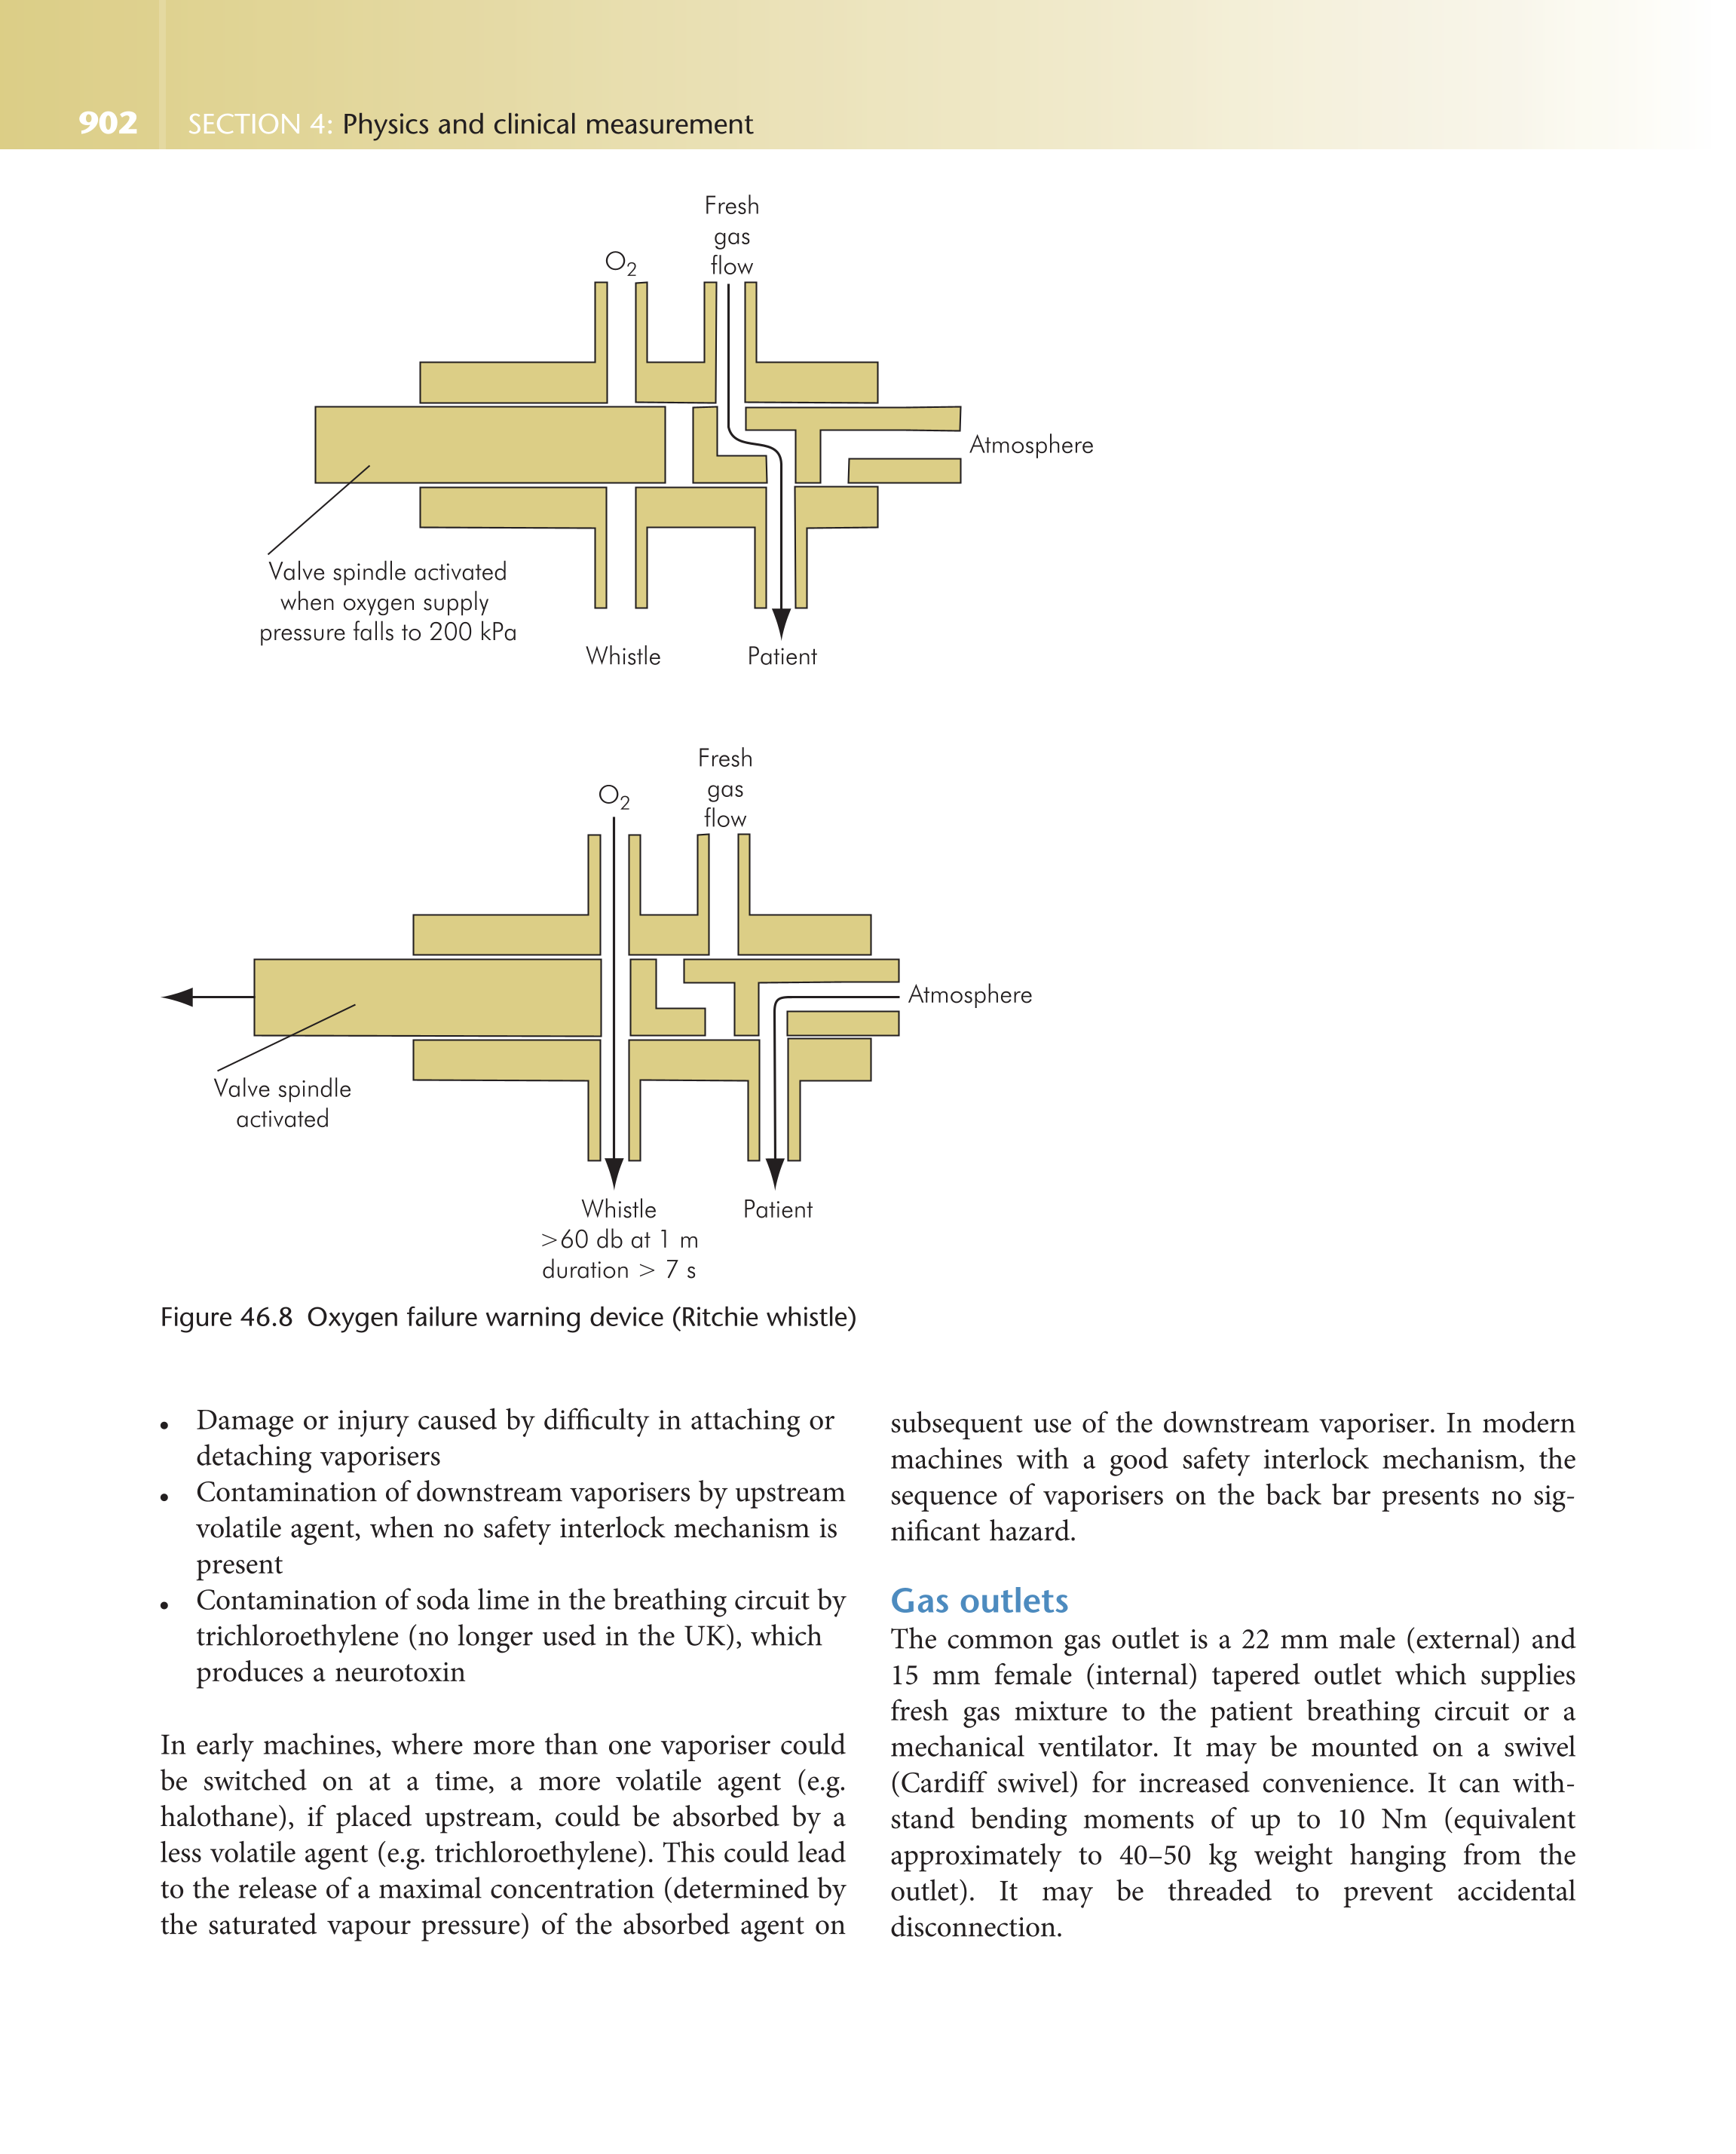 902 SECTION 4: Physics and clinical measurement
Fresh
gas
flow
O2
Atmosphere
Valve spindle activated
when oxygen supply
pressure falls to 200 kPa
Whistle
Patient
Fresh
gas
flow
O2
Atmosphere
Valve spindle
activated
Whistle
>60 db at 1 m
duration > 7 s
Patient
Figure 46.8 Oxygen failure warning device (Ritchie whistle)
• Damage or injury caused by difficulty in attaching or
detaching vaporisers
• Contamination of downstream vaporisers by upstream
volatile agent, when no safety interlock mechanism is
present
• Contamination of soda lime in the breathing circuit by
trichloroethylene (no longer used in the UK), which
produces a neurotoxin
In early machines, where more than one vaporiser could
be switched on at a time, a more volatile agent (e.g.
halothane), if placed upstream, could be absorbed by a
less volatile agent (e.g. trichloroethylene). This could lead
to the release of a maximal concentration (determined by
the saturated vapour pressure) of the absorbed agent on
subsequent use of the downstream vaporiser. In modern
machines with a good safety interlock mechanism, the
sequence of vaporisers on the back bar presents no sig-
nificant hazard.
Gas outlets
The common gas outlet is a 22 mm male (external) and
15 mm female (internal) tapered outlet which supplies
fresh gas mixture to the patient breathing circuit or a
mechanical ventilator. It may be mounted on a swivel
(Cardiff swivel) for increased convenience. It can with-
stand bending moments of up to 10 Nm (equivalent
approximately to 40–50 kg weight hanging from the
outlet). It may be threaded to prevent accidental
disconnection.